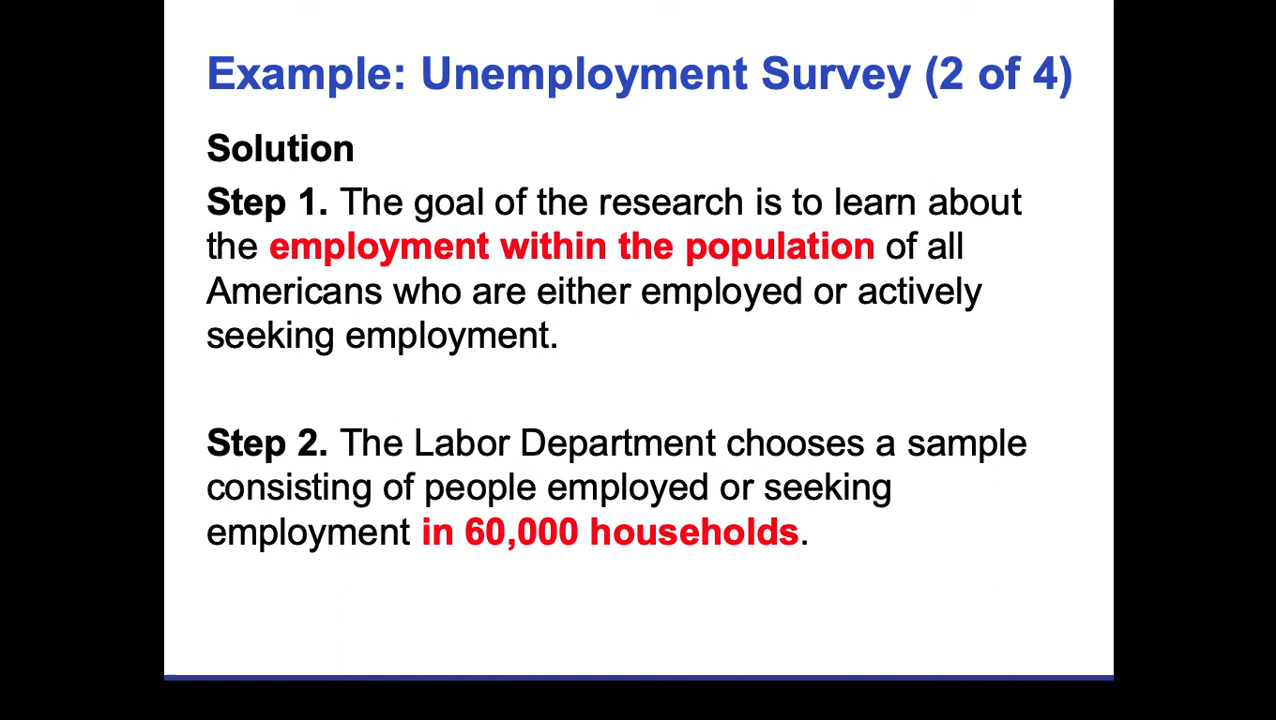 Example: Unemployment Survey (2 of 4)
Solution
Step 1. The goal of the research is to learn about
the employment within the population of all
Americans who are either employed or actively
seeking employment.
Step 2. The Labor Department chooses a sample
consisting of people employed or seeking
employment in 60,000 households.